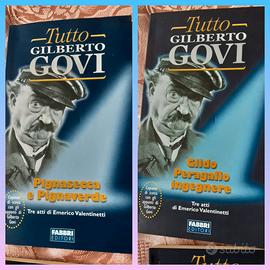 Tutto
GILBERTO
GOVI
Pignasecca
e Pignaverde
Tre atti di Emerico Valentinetti
FABBRI
EDITORI
Tutto
GILBERTO
GOVI
Gildo
Peragallo
Ingegnere
Tre atti
di Emerico Valentinetti
FABBRI
EDITORI
subito